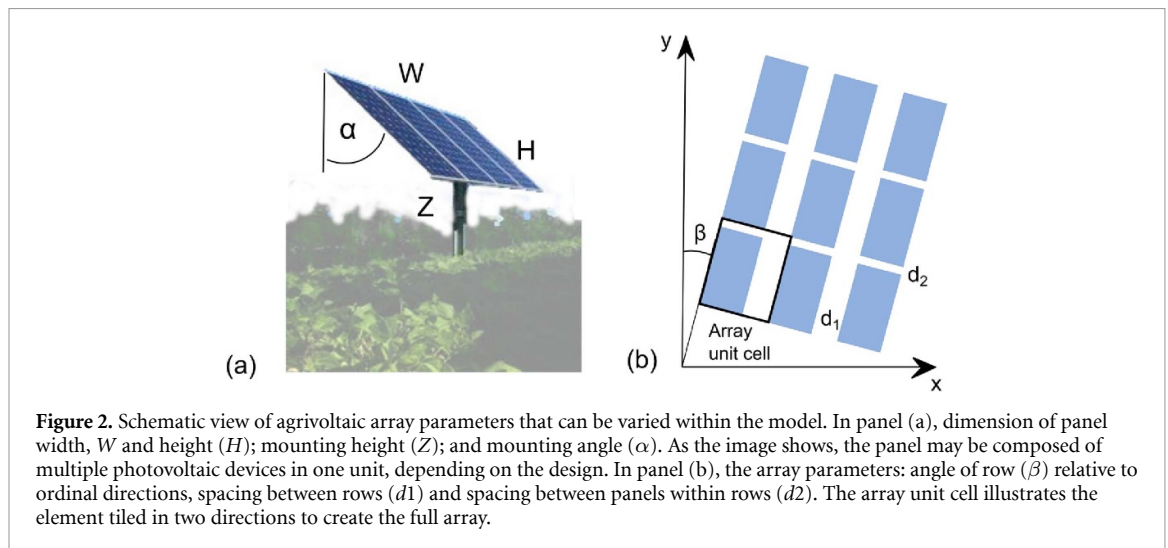 W
α
H
Z
(a)
y
β
d₂
d₁
Array
unit cell
(b)
x
Figure 2. Schematic view of agrivoltaic array parameters that can be varied within the model. In panel (a), dimension of panel
width, W and height (H); mounting height (Z); and mounting angle (α). As the image shows, the panel may be composed of
multiple photovoltaic devices in one unit, depending on the design. In panel (b), the array parameters: angle of row (β) relative to
ordinal directions, spacing between rows (d1) and spacing between panels within rows (d2). The array unit cell illustrates the
element tiled in two directions to create the full array.